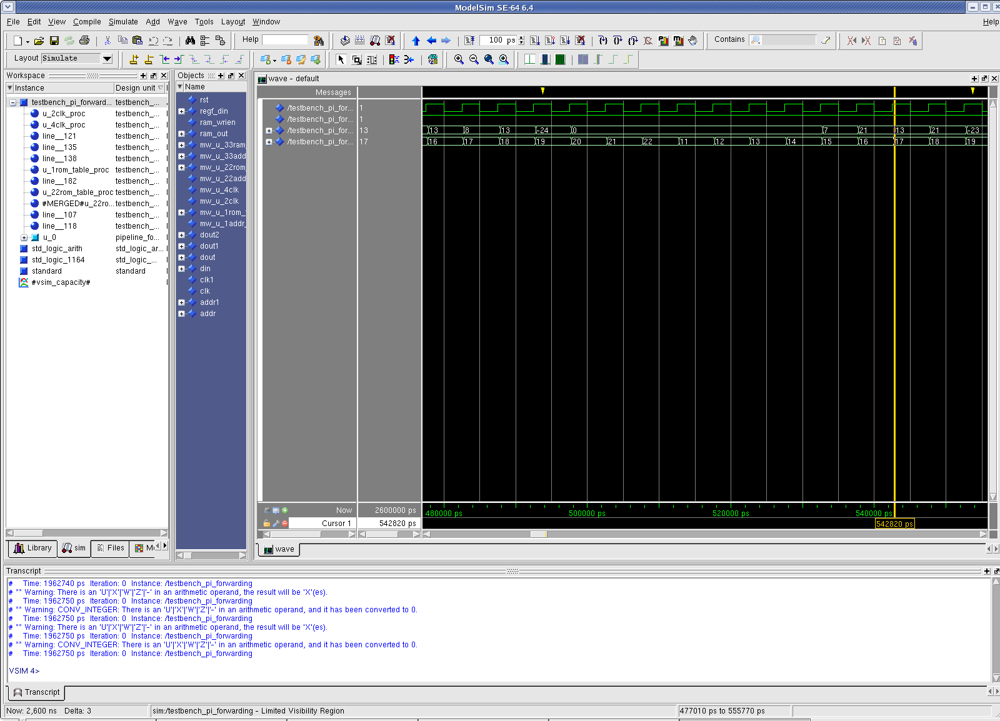 ModelSim SE-64 6.4
File Edit View Compile Simulate Add Wave Tools Layout Window Help
Help 100 ps Contains
Layout Simulate
Workspace
Instance Design unit
testbench_pi_forward... testbench_...
u_2clk_proc testbench_...
u_4clk_proc testbench_...
line__121 testbench_...
line__135 testbench_...
line__138 testbench_...
u_1rom_table_proc testbench_...
line__182 testbench_...
u_22rom_table_proc testbench_...
#MERGED#u_22ro... testbench_...
line__107 testbench_...
line__118 testbench_...
u_0 pipeline_fo...
std_logic_arith std_logic_ar...
std_logic_1164 std_logic_...
standard standard
#vsim_capacity#
Library sim Files
Objects
Name
rst
regf_din
ram_wrien
ram_out
mw_u_33ram_
mw_u_33add
mw_u_22rom_
mw_u_22add
mw_u_4clk
mw_u_2clk
mw_u_1rom_
mw_u_1addr_
dout2
dout1
dout
din
clk1
clk
addr1
addr
wave - default
Messages
/testbench_pi_for... 1
/testbench_pi_for... 1
/testbench_pi_for... 13 13 8 13 -24 0 7 21 13 21 -23
/testbench_pi_for... 17 16 17 18 19 20 21 22 11 12 13 14 15 16 17 18 19
Now 2600000 ps 480000 ps 500000 ps 520000 ps 540000 ps
Cursor 1 542820 ps 542820 ps
wave
Transcript
# Time: 1962740 ps Iteration: 0 Instance: /testbench_pi_forwarding
# ** Warning: There is an 'U'|'X'|'W'|'Z'|'-' in an arithmetic operand, the result will be 'X'(es).
# Time: 1962750 ps Iteration: 0 Instance: /testbench_pi_forwarding
# ** Warning: CONV_INTEGER: There is an 'U'|'X'|'W'|'Z'|'-' in an arithmetic operand, and it has been converted to 0.
# Time: 1962750 ps Iteration: 0 Instance: /testbench_pi_forwarding
# ** Warning: There is an 'U'|'X'|'W'|'Z'|'-' in an arithmetic operand, the result will be 'X'(es).
# Time: 1962750 ps Iteration: 0 Instance: /testbench_pi_forwarding
# ** Warning: CONV_INTEGER: There is an 'U'|'X'|'W'|'Z'|'-' in an arithmetic operand, and it has been converted to 0.
# Time: 1962750 ps Iteration: 0 Instance: /testbench_pi_forwarding
VSIM 4>
Transcript
Now: 2,600 ns Delta: 3 sim:/testbench_pi_forwarding - Limited Visibility Region 477010 ps to 555770 ps